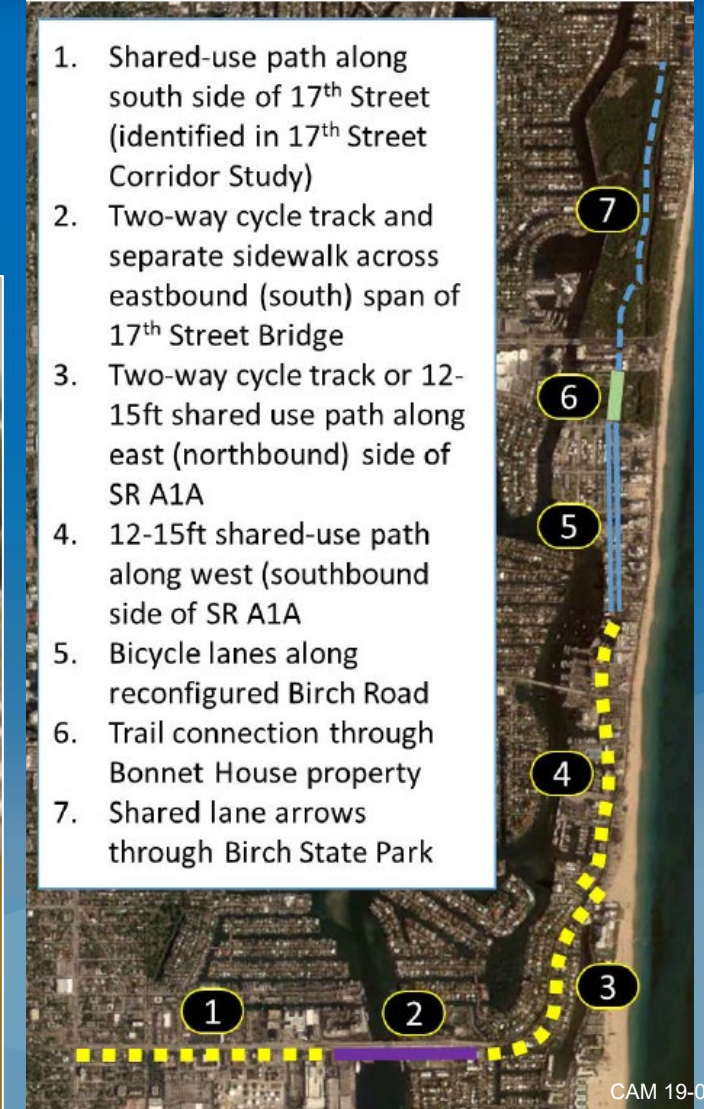 1. Shared-use path along
south side of 17th Street
(identified in 17th Street
Corridor Study)
2. Two-way cycle track and
separate sidewalk across
eastbound (south) span of
17th Street Bridge
3. Two-way cycle track or 12-
15ft shared use path along
east (northbound) side of
SR A1A
4. 12-15ft shared-use path
along west (southbound
side of SR A1A
5. Bicycle lanes along
reconfigured Birch Road
6. Trail connection through
Bonnet House property
7. Shared lane arrows
through Birch State Park
7
6
5
4
3
1
2
CAM 19-0